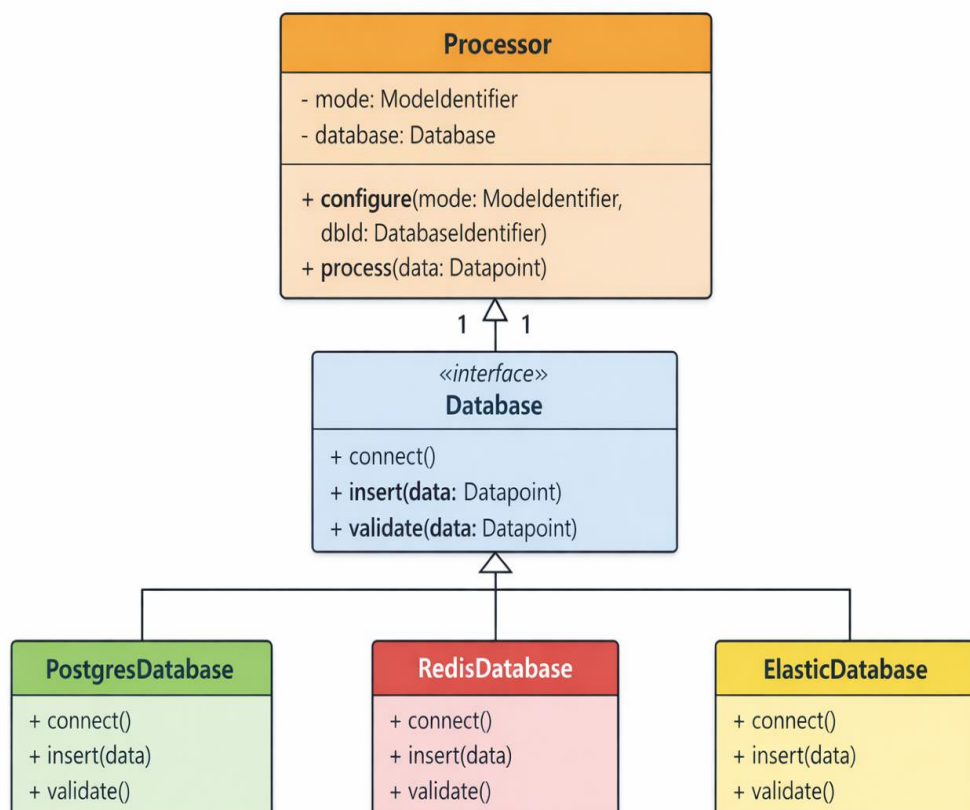 Processor
- mode: ModeIdentifier
- database: Database
+ configure(mode: ModeIdentifier,
dbId: DatabaseIdentifier)
+ process(data: Datapoint)
1 1
«interface»
Database
+ connect()
+ insert(data: Datapoint)
+ validate(data: Datapoint)
PostgresDatabase
+ connect()
+ insert(data)
+ validate()
RedisDatabase
+ connect()
+ insert(data)
+ validate()
ElasticDatabase
+ connect()
+ insert(data)
+ validate()